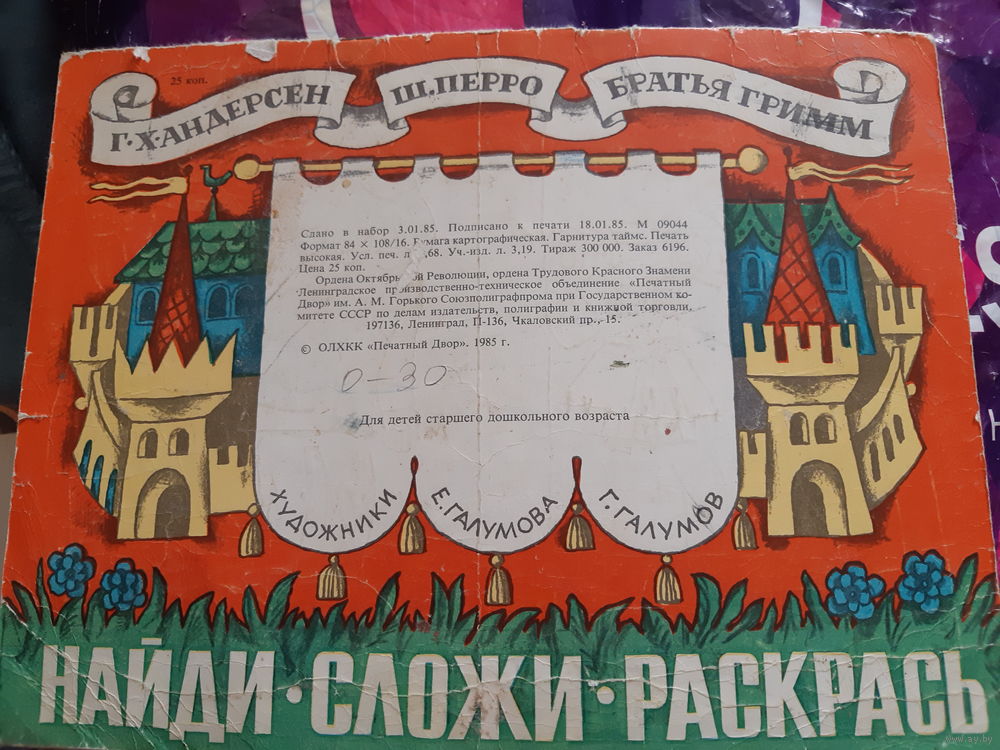 25 коп.
Г·Х·АНДЕРСЕН Ш.ПЕРРО БРАТЬЯ ГРИММ
Сдано в набор 3.01.85. Подписано к печати 18.01.85. М 09044
Формат 84 × 108/16. Бумага картографическая. Гарнитура таймс. Печать
высокая. Усл. печ. л ,68. Уч.-изд. л. 3,19. Тираж 300 000. Заказ 6196.
Цена 25 коп.
Ордена Октябрьской Революции, ордена Трудового Красного Знамени
Ленинградское производственно-техническое объединение «Печатный
Двор» им. А. М. Горького Союзполиграфпрома при Государственном ко-
митете СССР по делам издательств, полиграфии и книжной торговли.
197136, Ленинград, П-136, Чкаловский пр., 15.
© ОЛХКК «Печатный Двор». 1985 г.
0-30
Для детей старшего дошкольного возраста
ХУДОЖНИКИ Е.ГАЛУМОВА Г.ГАЛУМОВ
НАЙДИ·СЛОЖИ·РАСКРАСЬ
www.ay.by